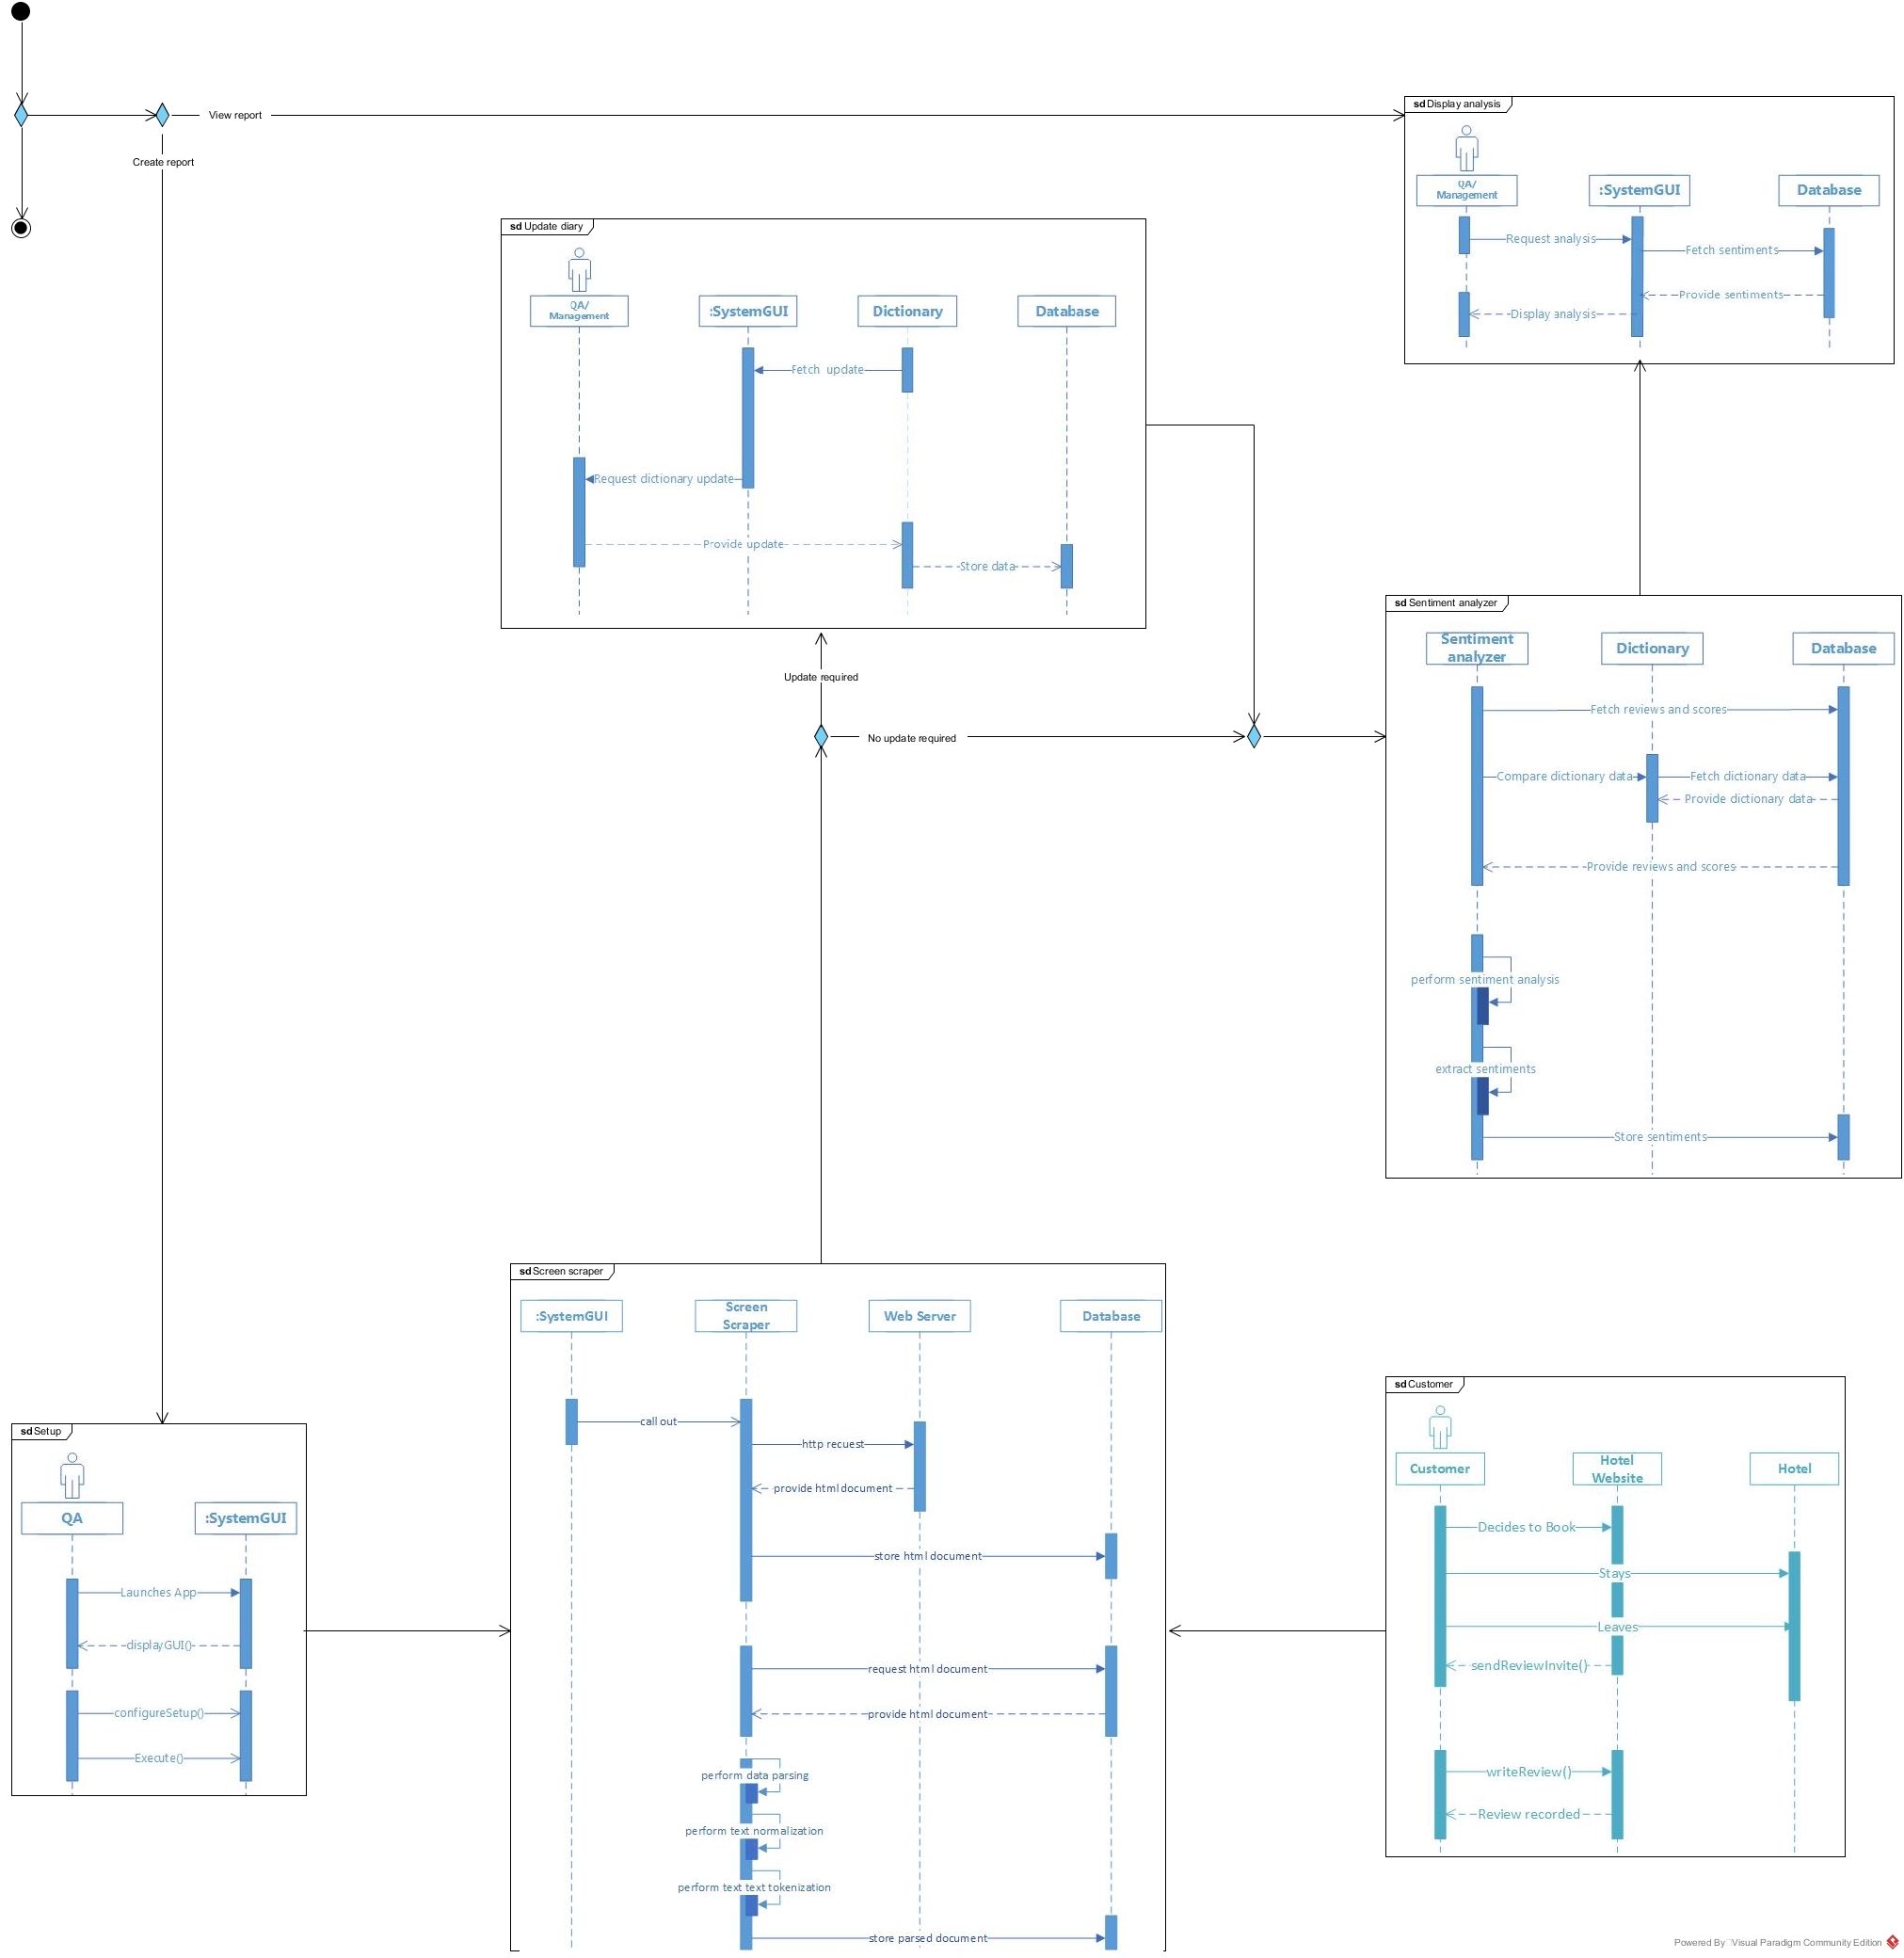 View report
Create report
sd Display analysis
QA/
Management
:SystemGUI
Database
Request analysis
Fetch sentiments
Provide sentiments
Display analysis
sd Update diary
QA/
Management
:SystemGUI
Dictionary
Database
Fetch update
Request dictionary update
Provide update
Store data
Update required
No update required
sd Sentiment analyzer
Sentiment
analyzer
Dictionary
Database
Fetch reviews and scores
Compare dictionary data
Fetch dictionary data
Provide dictionary data
Provide reviews and scores
perform sentiment analysis
extract sentiments
Store sentiments
sd Screen scraper
:SystemGUI
Screen
Scraper
Web Server
Database
call out
http recuest
provide html document
store html document
request html document
provide html document
perform data parsing
perform text normalization
perform text text tokenization
store parsed document
sd Setup
QA
:SystemGUI
Launches App
displayGUI()
configureSetup()
Execute()
sd Customer
Customer
Hotel
Website
Hotel
Decides to Book
Stays
Leaves
sendReviewInvite()
writeReview()
Review recorded
Powered By Visual Paradigm Community Edition